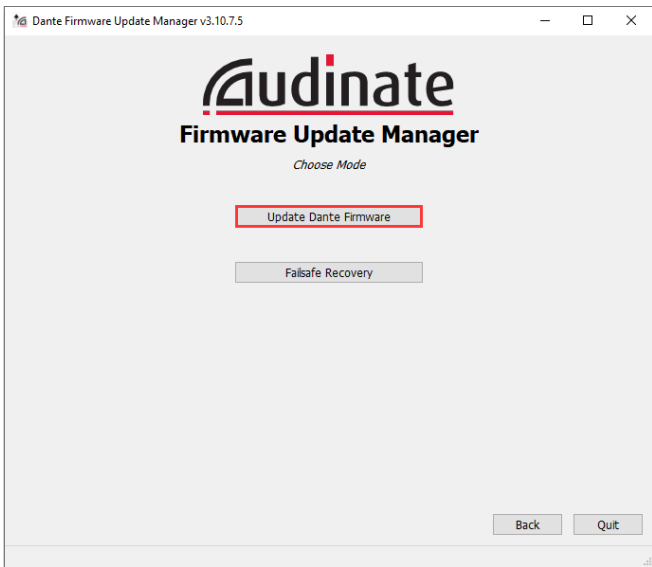 Dante Firmware Update Manager v3.10.7.5
Audinate
Firmware Update Manager
Choose Mode
Update Dante Firmware
Failsafe Recovery
Back Quit